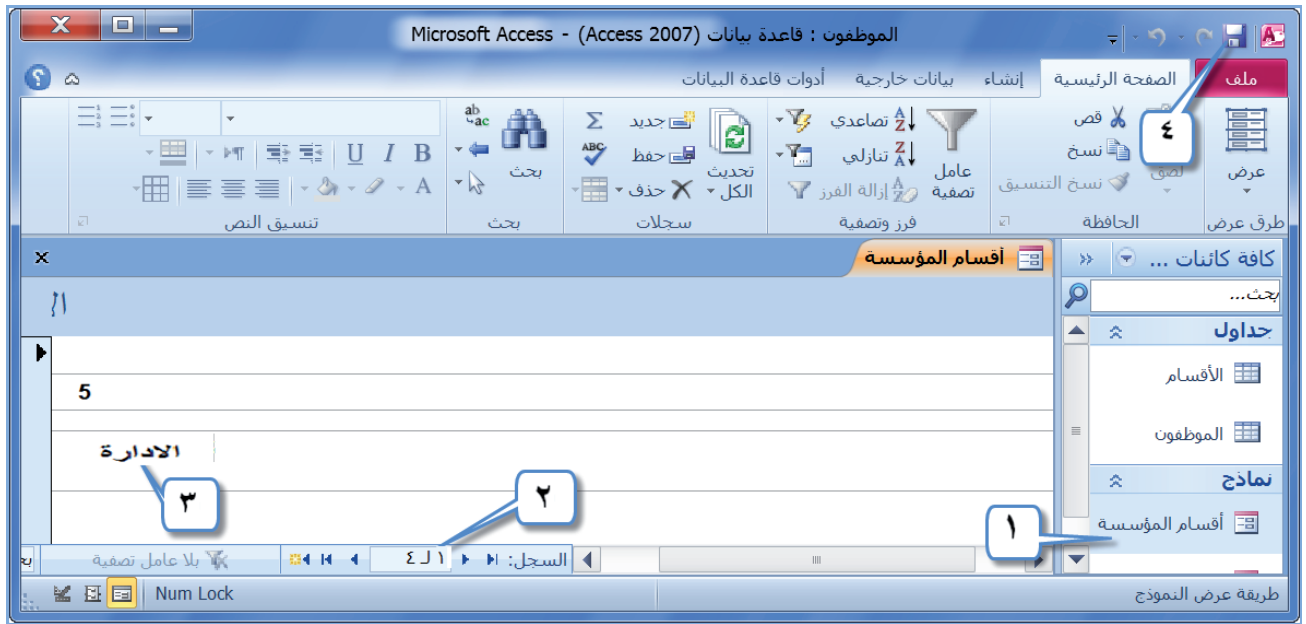 الموظفون : قاعدة بيانات (Access 2007) - Microsoft Access
ملف الصفحة الرئيسية إنشاء بيانات خارجية أدوات قاعدة البيانات
عرض
لصق
قص
نسخ
نسخ التنسيق
عامل تصفية
تصاعدي
تنازلي
إزالة الفرز
تحديث الكل
جديد
حفظ
حذف
بحث
طرق عرض الحافظة فرز وتصفية سجلات بحث تنسيق النص
٤
كافة كائنات ...
بحث...
جداول
الأقسام
الموظفون
نماذج
أقسام المؤسسة
١
أقسام المؤسسة
5
الادارة
٣
٢
السجل: ١ لـ ٤ بلا عامل تصفية
طريقة عرض النموذج Num Lock